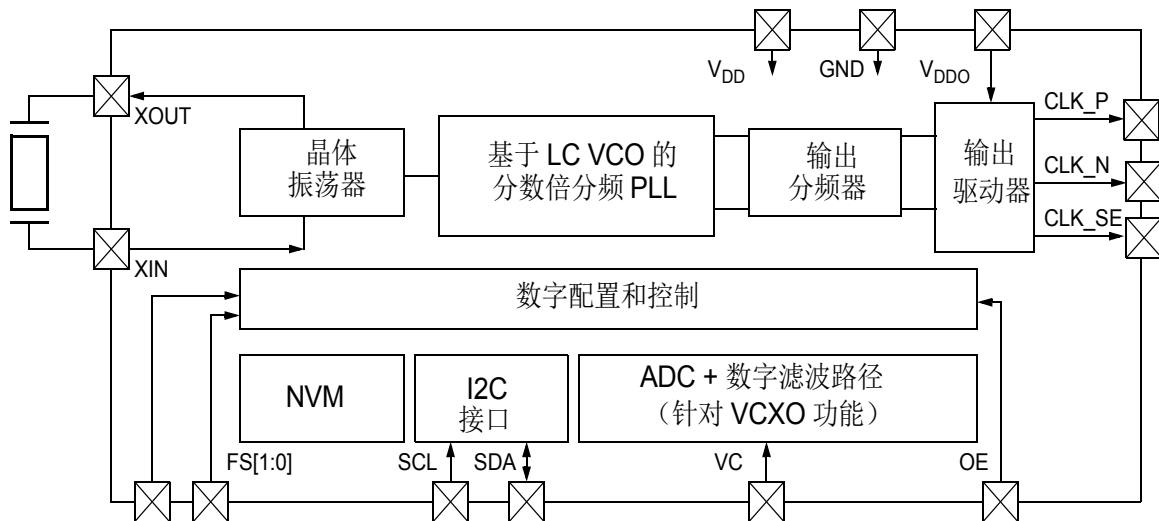 V_DD
GND
V_DDO
XOUT
CLK_P
CLK_N
CLK_SE
晶体
振荡器
基于 LC VCO 的
分数倍分频 PLL
输出
分频器
输出
驱动器
XIN
数字配置和控制
NVM
I2C
接口
ADC + 数字滤波路径
（针对 VCXO 功能）
FS[1:0]
SCL
SDA
VC
OE